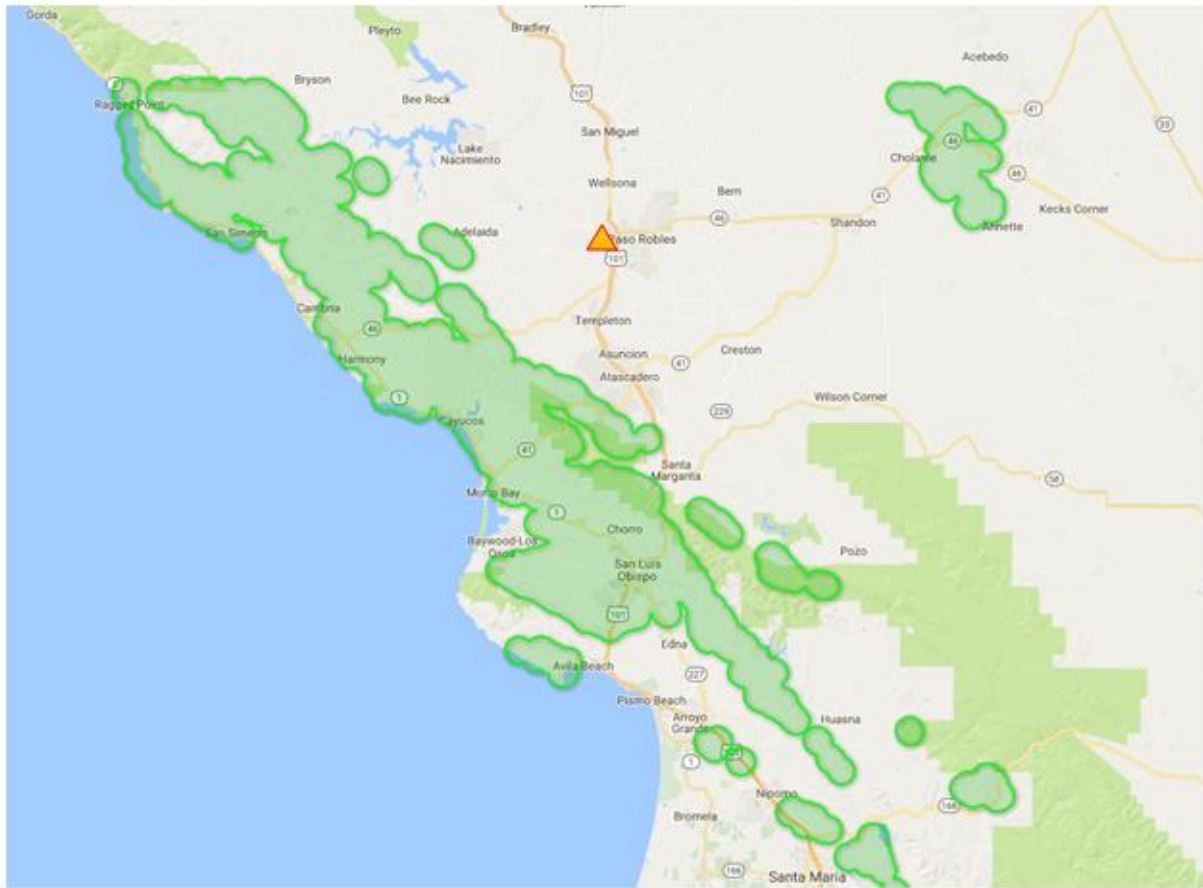 Gorda
Bradley
Pleyto
Acebedo
Bryson
1
Ragged Point
Bee Rock
101
41
33
San Miguel
Lake
Nacimiento
46
Cholame
Wellsona
Bern
41
46
Shandon
46
Kecks Corner
Annette
San Simeon
Adelaida
Paso Robles
101
Cambria
46
Templeton
Harmony
Asuncion
41
Creston
Atascadero
1
229
Wilson Corner
Cayucos
41
Santa
Margarita
58
Morro Bay
1
Chorro
Baywood-Los
Osos
Pozo
San Luis
Obispo
101
Edna
Avila Beach
227
Pismo Beach
Arroyo
Grande
Huasna
1
Nipomo
166
Bromela
166
Santa Maria